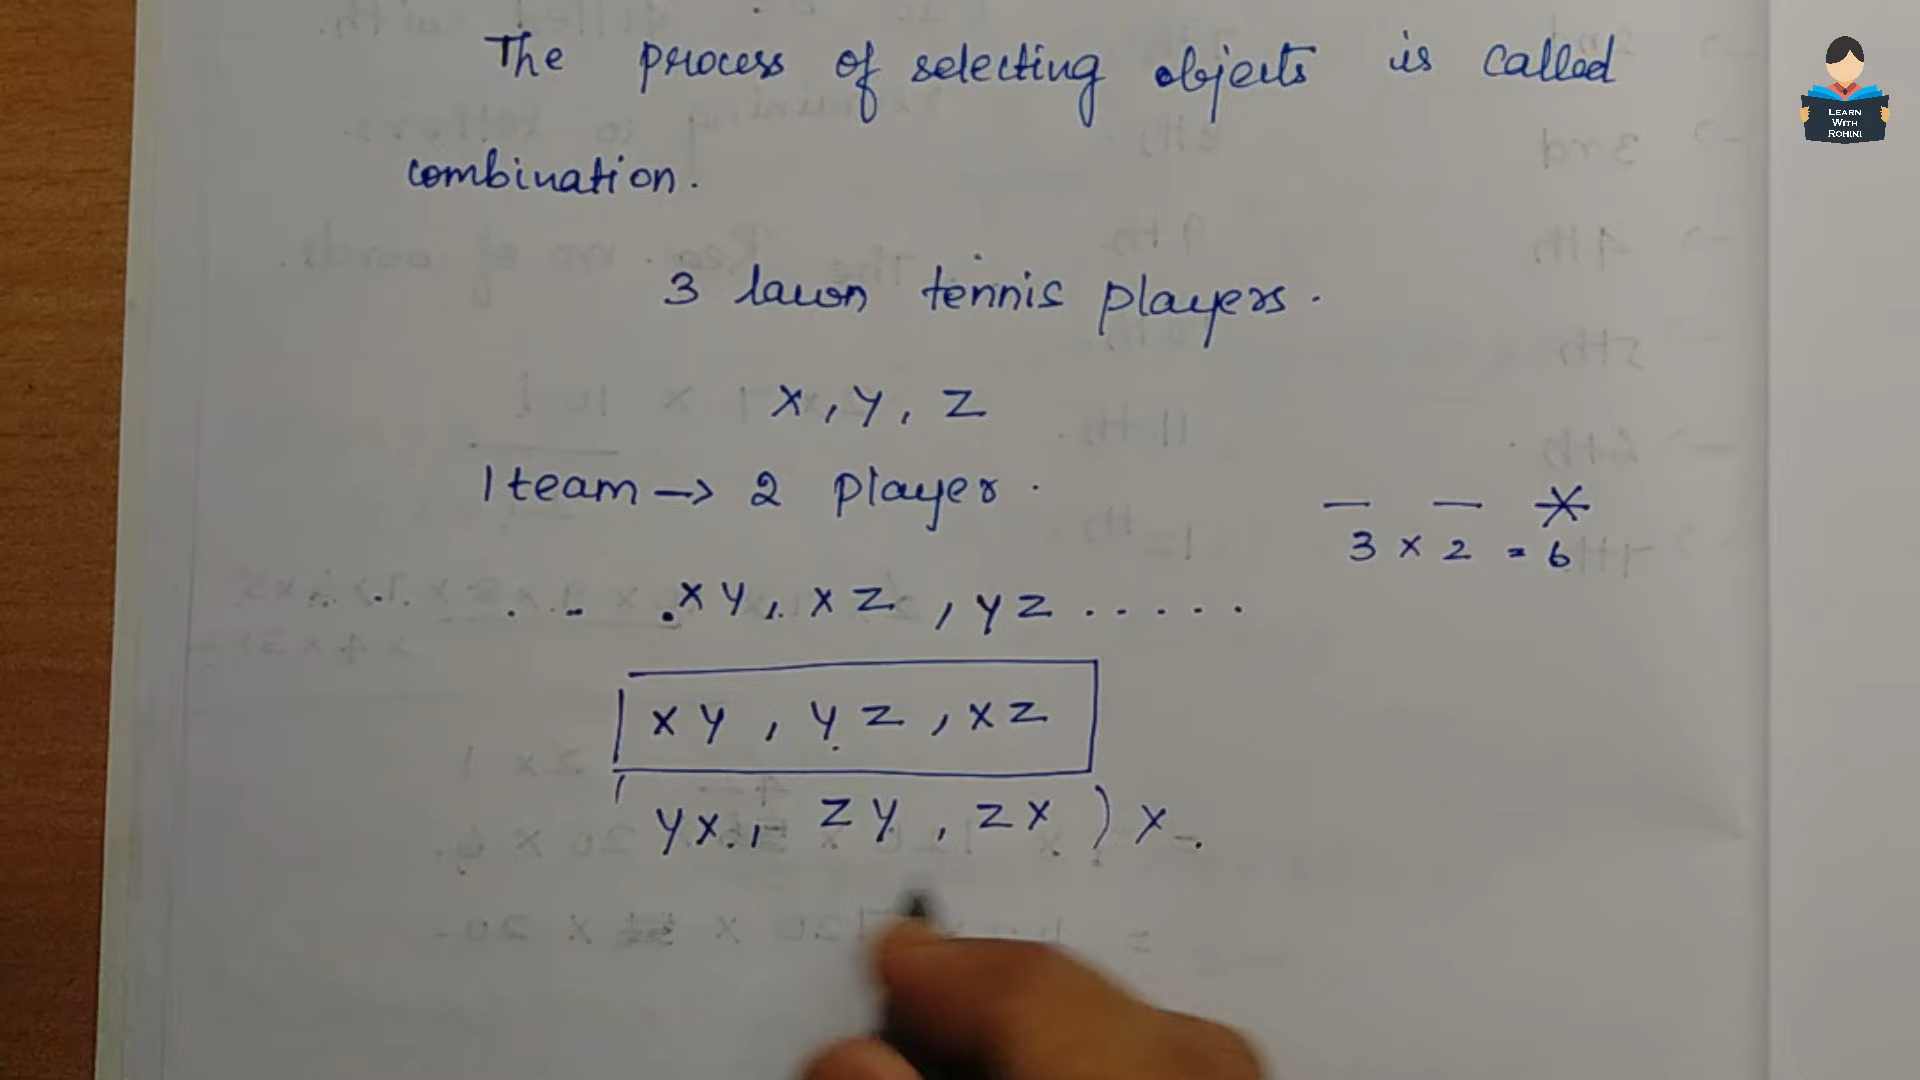 The process of selecting objects is called
combination.
3 lawn tennis players.
x, y, z
1 team -> 2 player.
3 x 2 = 6
xy, xz, yz .....
xy, yz, xz
(yx, zy, zx) x
LEARN
WITH
ROHINI